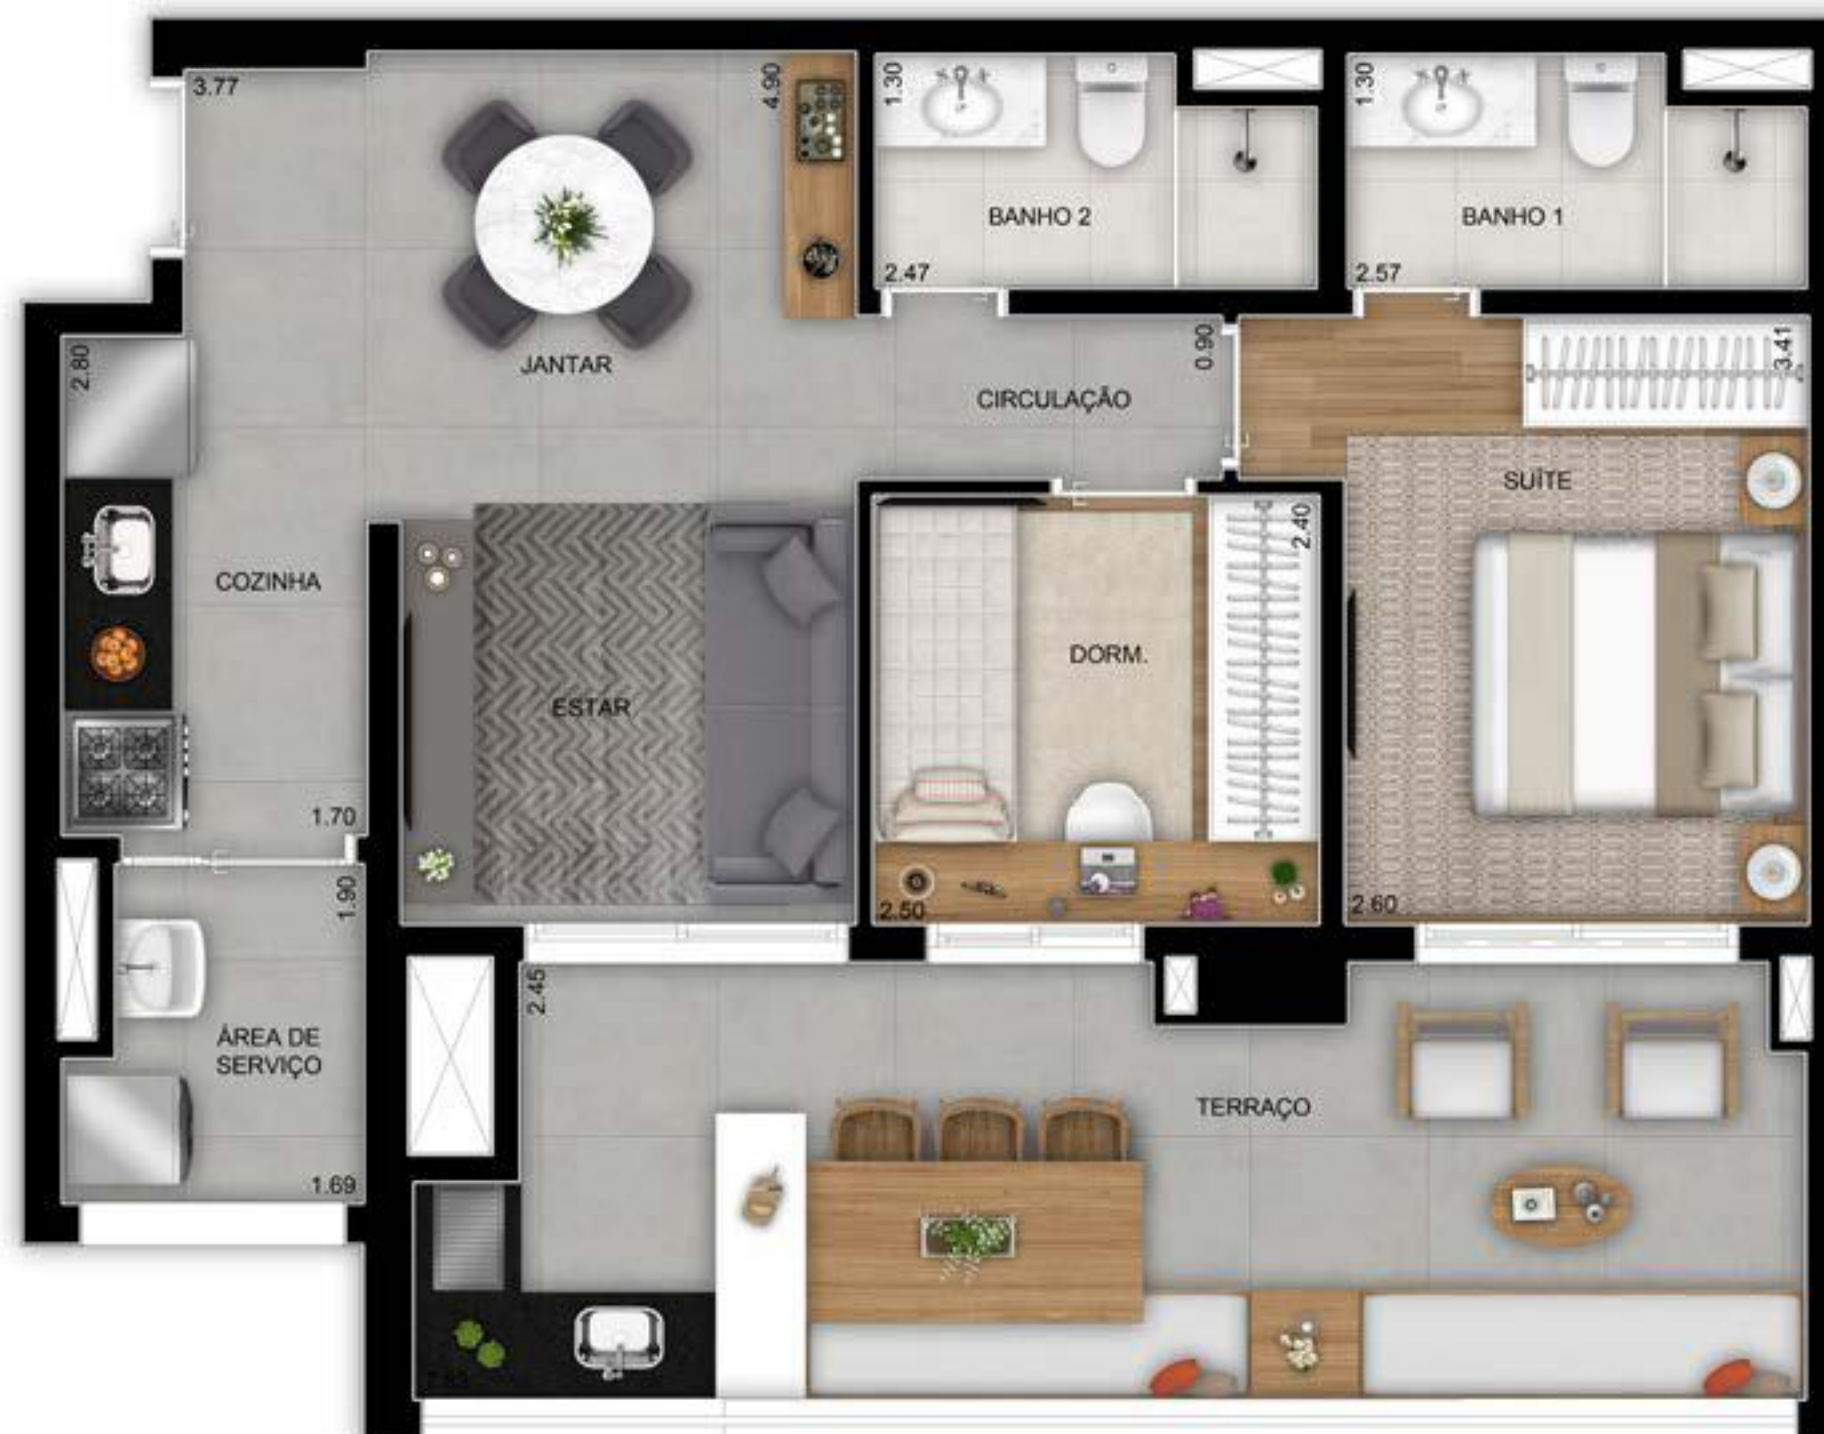 3.77
4.90
1.30
1.30
BANHO 2
BANHO 1
2.47
2.57
2.80
JANTAR
0.90
3.41
CIRCULAÇÃO
SUÍTE
2.40
COZINHA
DORM.
ESTAR
1.70
1.90
2.50
2.60
2.45
ÁREA DE
SERVIÇO
TERRAÇO
1.69